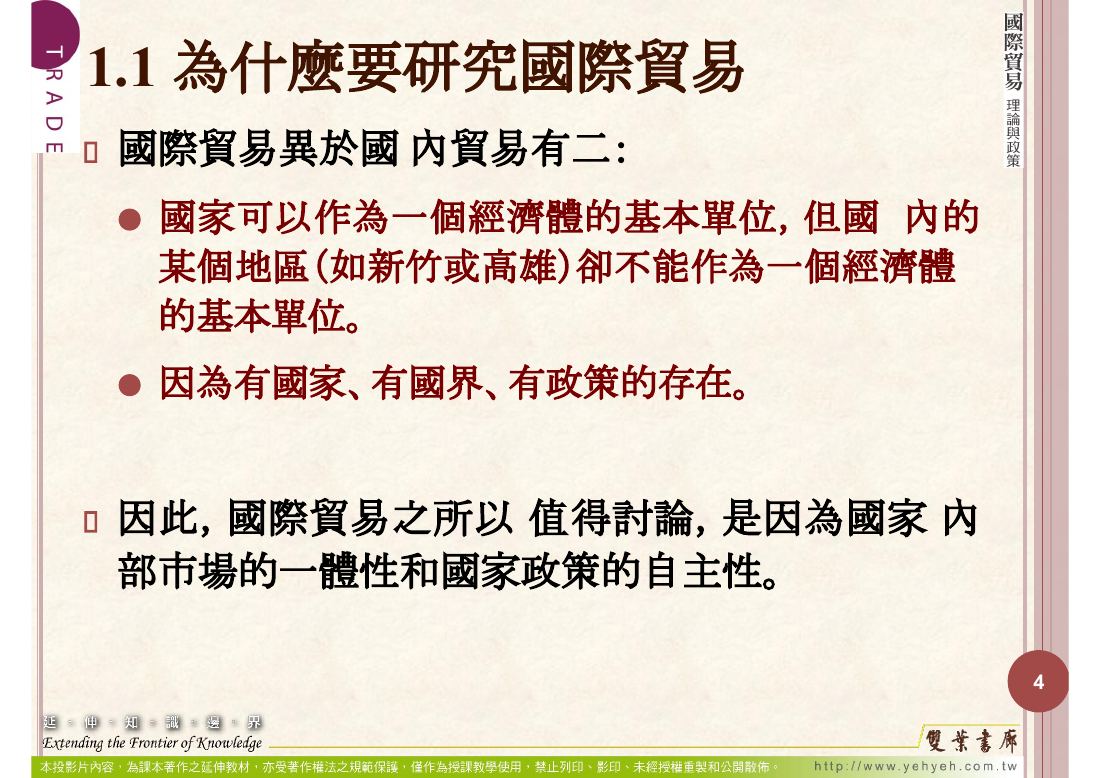 TRADE
1.1 為什麼要研究國際貿易
國際貿易 理論與政策
國際貿易異於國 內貿易有二：
國家可以作為一個經濟體的基本單位，但國 內的
某個地區（如新竹或高雄）卻不能作為一個經濟體
的基本單位。
因為有國家、有國界、有政策的存在。
因此，國際貿易之所以 值得討論，是因為國家 內
部市場的一體性和國家政策的自主性。
4
延。伸。知。識。邊。界
Extending the Frontier of Knowledge
雙葉書廊
本投影片內容，為課本著作之延伸教材，亦受著作權法之規範保護，僅作為授課教學使用，禁止列印、影印、未經授權重製和公開散佈。
http://www.yehyeh.com.tw